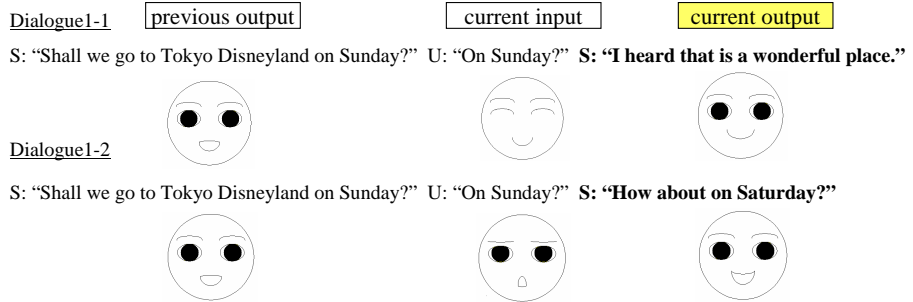 Dialogue1-1 previous output current input current output
S: “Shall we go to Tokyo Disneyland on Sunday?” U: “On Sunday?” S: “I heard that is a wonderful place.”
Dialogue1-2
S: “Shall we go to Tokyo Disneyland on Sunday?” U: “On Sunday?” S: “How about on Saturday?”